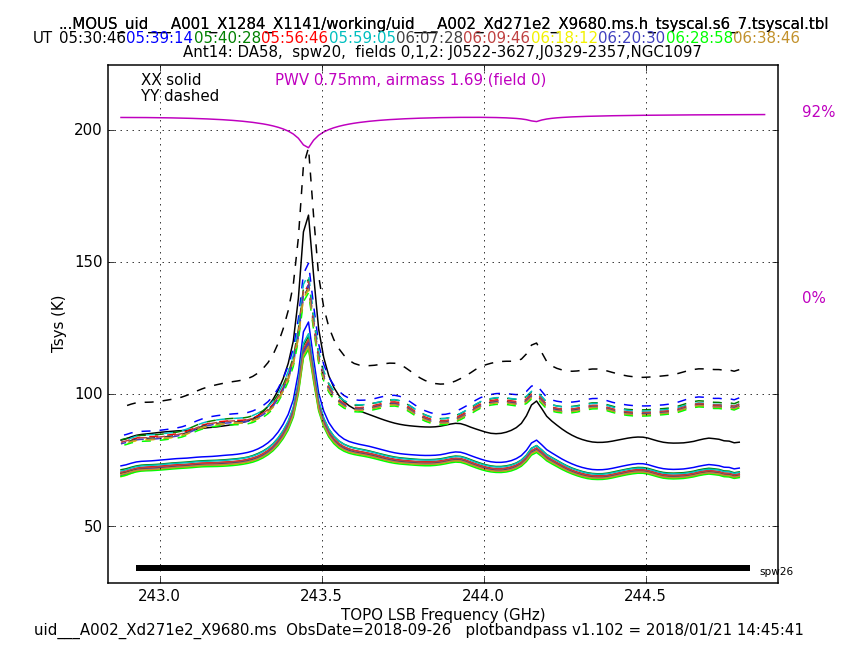 ...MOUS_uid___A001_X1284_X1141/working/uid___A002_Xd271e2_X9680.ms.h_tsyscal.s6_7.tsyscal.tbl
UT 05:30:46 05:39:14 05:40:28 05:56:46 05:59:05 06:07:28 06:09:46 06:18:12 06:20:30 06:28:58 06:38:46
Ant14: DA58, spw20, fields 0,1,2: J0522-3627,J0329-2357,NGC1097
XX solid
YY dashed
PWV 0.75mm, airmass 1.69 (field 0)
92%
0%
200
150
100
50
Tsys (K)
spw26
243.0 243.5 244.0 244.5
TOPO LSB Frequency (GHz)
uid___A002_Xd271e2_X9680.ms ObsDate=2018-09-26 plotbandpass v1.102 = 2018/01/21 14:45:41